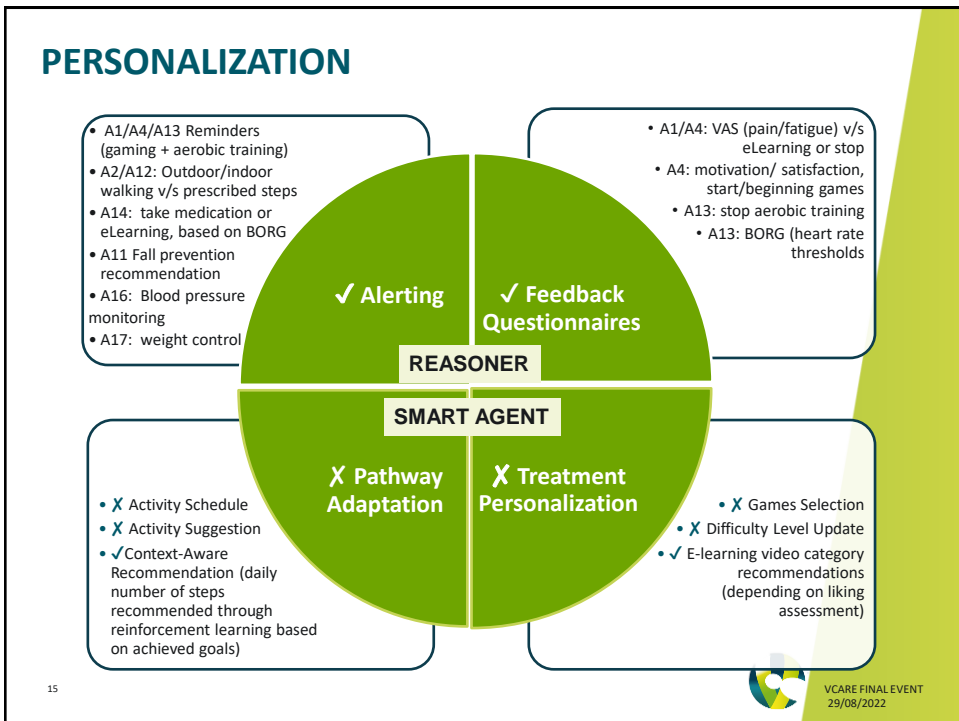 PERSONALIZATION
• A1/A4/A13 Reminders
(gaming + aerobic training)
• A2/A12: Outdoor/indoor
walking v/s prescribed steps
• A14: take medication or
eLearning, based on BORG
• A11 Fall prevention
recommendation
• A16: Blood pressure
monitoring
• A17: weight control
• A1/A4: VAS (pain/fatigue) v/s
eLearning or stop
• A4: motivation/ satisfaction,
start/beginning games
• A13: stop aerobic training
• A13: BORG (heart rate
thresholds
✓ Alerting
✓ Feedback
Questionnaires
REASONER
SMART AGENT
✗ Pathway
Adaptation
✗ Treatment
Personalization
• ✗ Activity Schedule
• ✗ Activity Suggestion
• ✓Context-Aware
Recommendation (daily
number of steps
recommended through
reinforcement learning based
on achieved goals)
• ✗ Games Selection
• ✗ Difficulty Level Update
• ✓ E-learning video category
recommendations
(depending on liking
assessment)
15
VCARE FINAL EVENT
29/08/2022